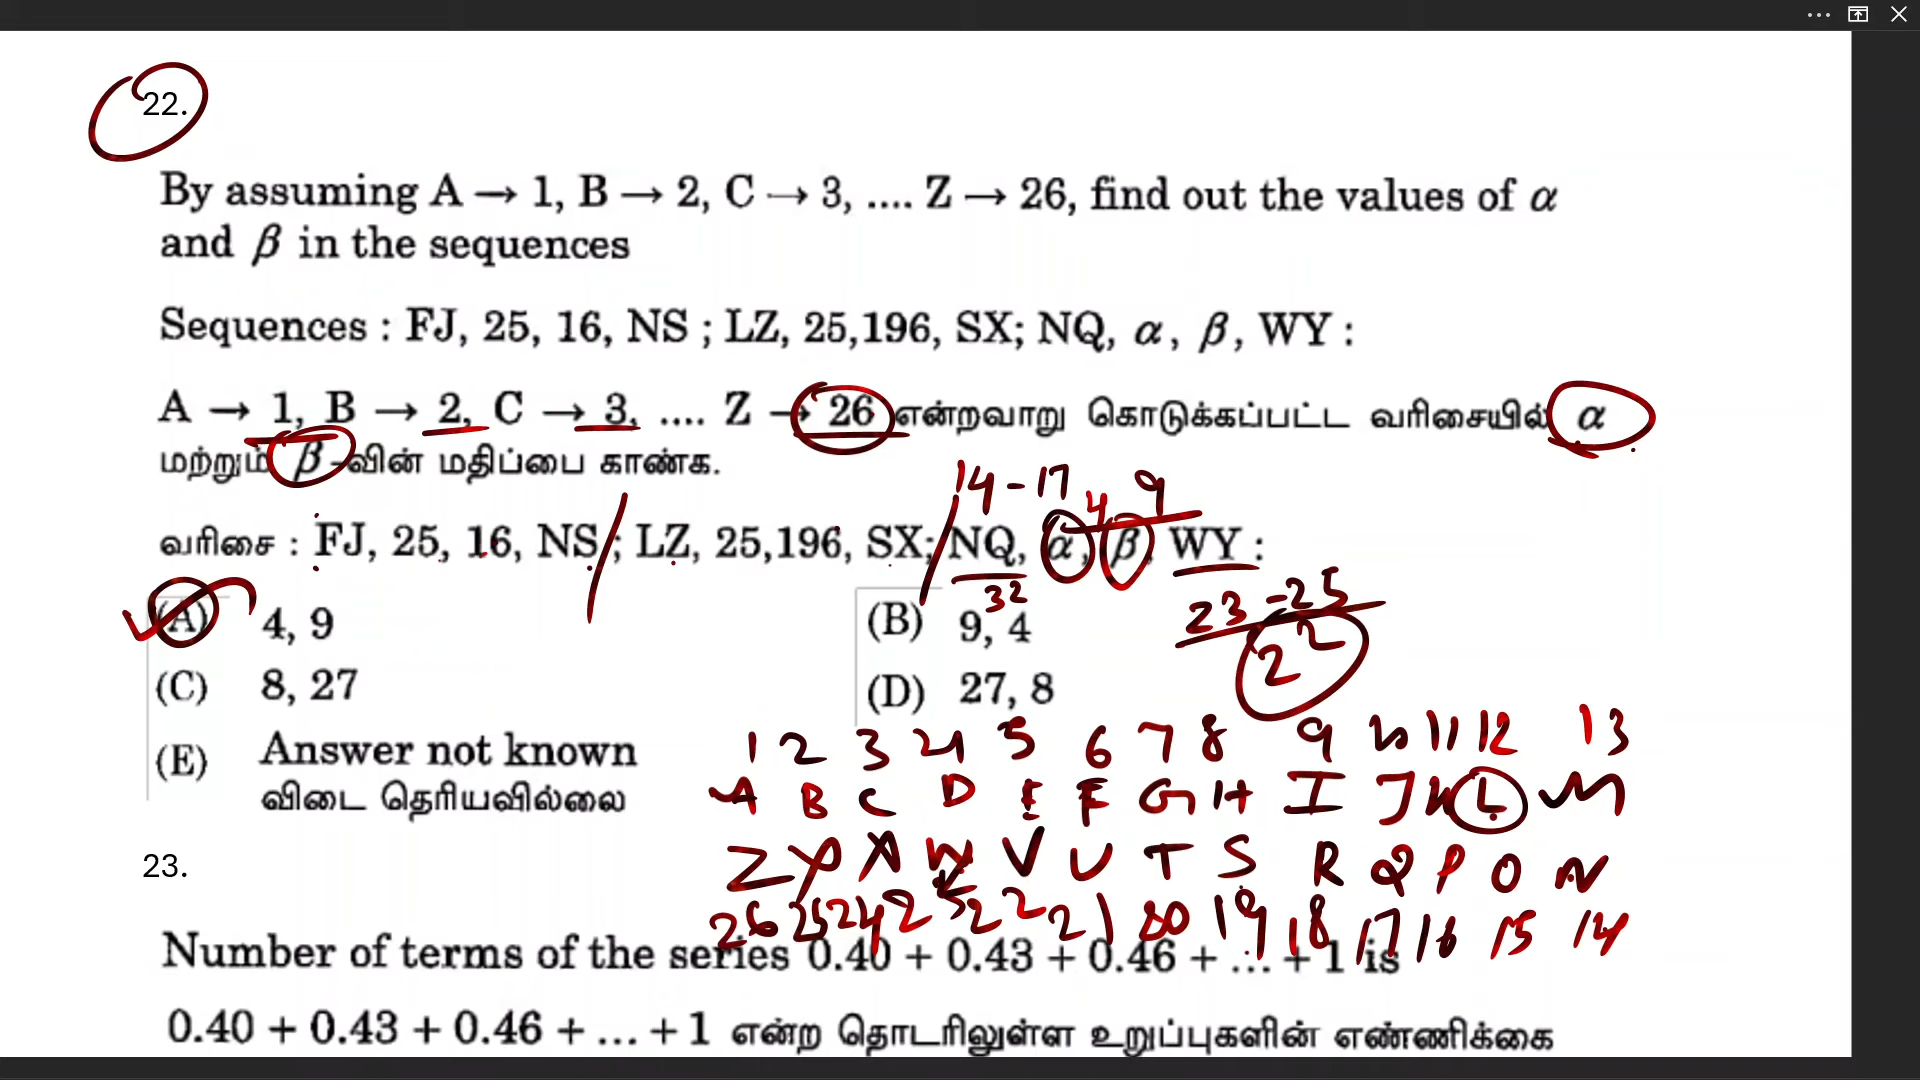 22.
By assuming A → 1, B → 2, C → 3, .... Z → 26, find out the values of α
and β in the sequences
Sequences : FJ, 25, 16, NS ; LZ, 25,196, SX; NQ, α, β, WY :
A → 1, B → 2, C → 3, .... Z → 26 என்றவாறு கொடுக்கப்பட்ட வரிசையில் α
மற்றும் β-வின் மதிப்பை காண்க.
14-17
4 9
வரிசை : FJ, 25, 16, NS ; LZ, 25,196, SX; NQ, α, β, WY :
3²
23-25
2²
(A) 4, 9
(B) 9, 4
(C) 8, 27
(D) 27, 8
(E) Answer not known
விடை தெரியவில்லை
1 2 3 4 5 6 7 8 9 10 11 12 13
A B C D E F G H I J K L M
Z Y X W V U T S R Q P O N
26 25 24 23 22 21 20 19 18 17 16 15 14
23.
Number of terms of the series 0.40 + 0.43 + 0.46 + ... + 1 is
0.40 + 0.43 + 0.46 + ... + 1 என்ற தொடரிலுள்ள உறுப்புகளின் எண்ணிக்கை